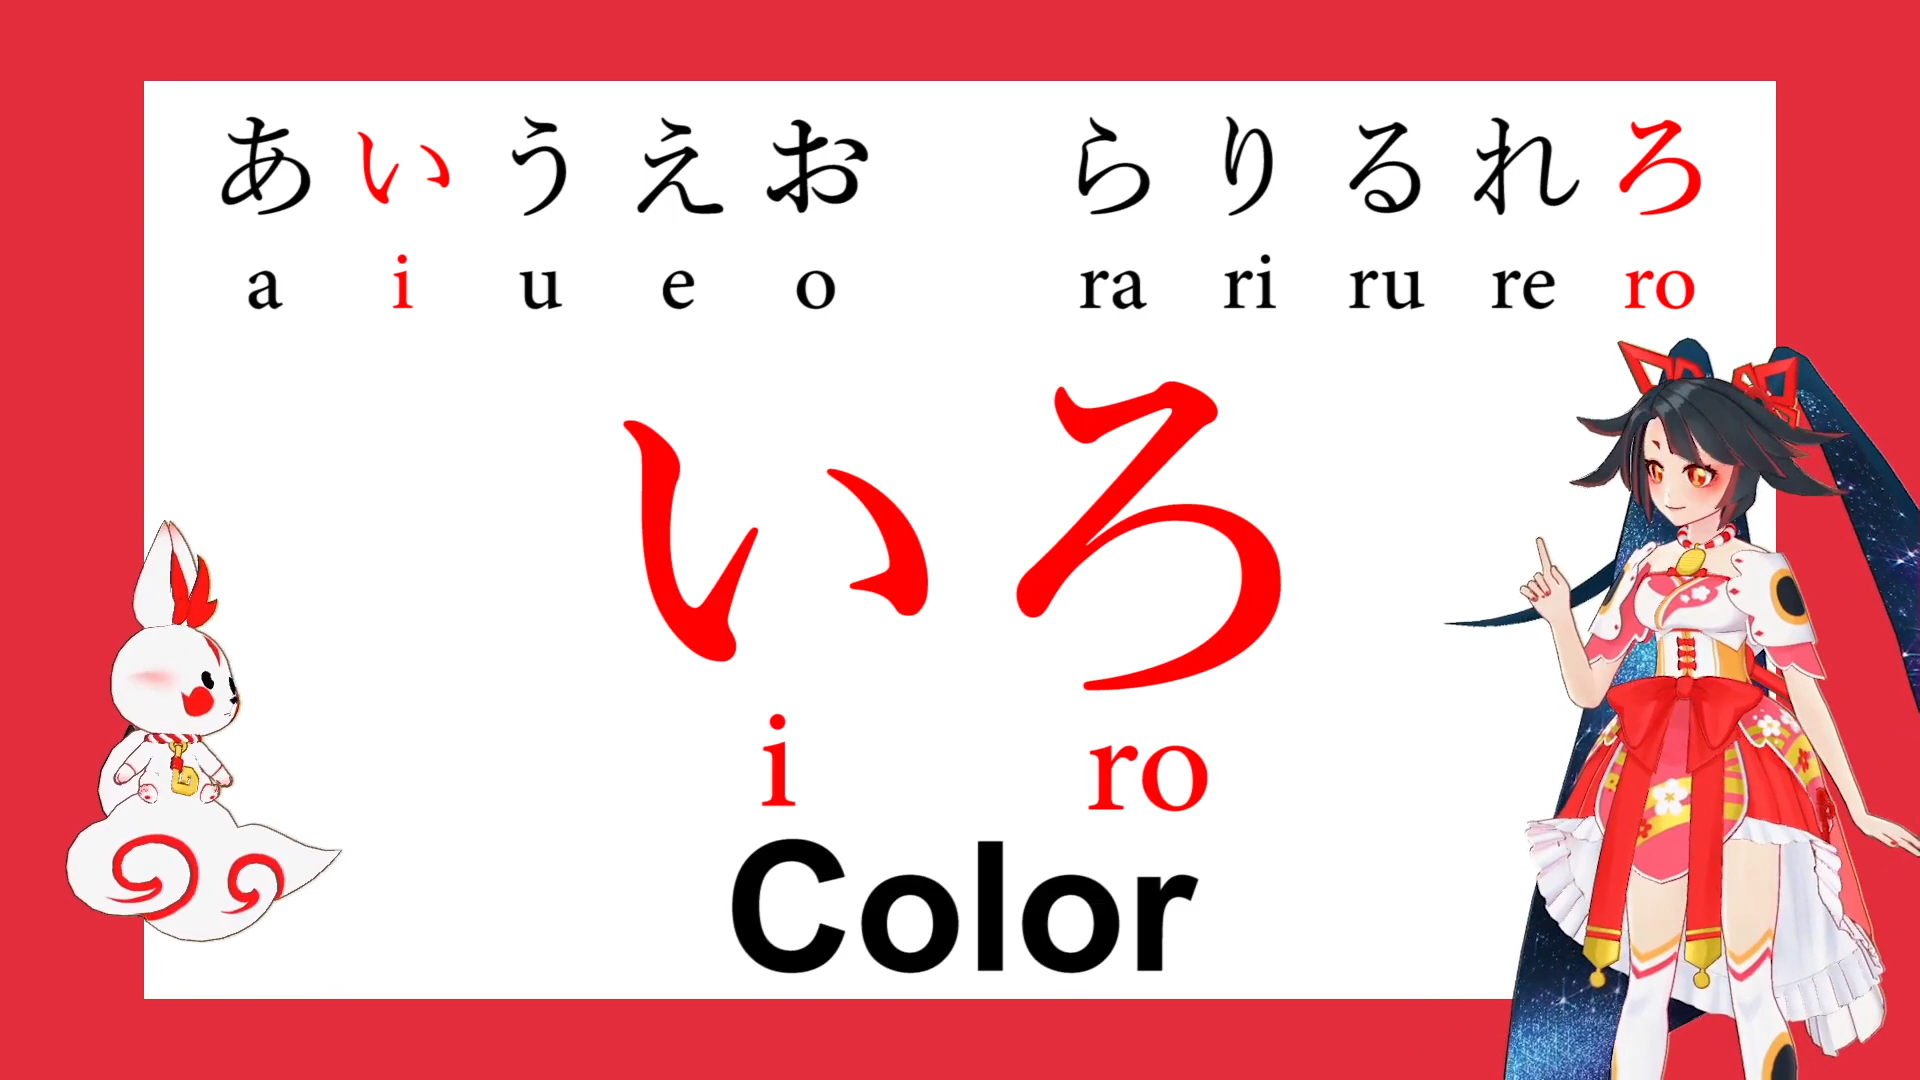 あ い う え お ら り る れ ろ
a i u e o ra ri ru re ro
いろ
i ro
Color